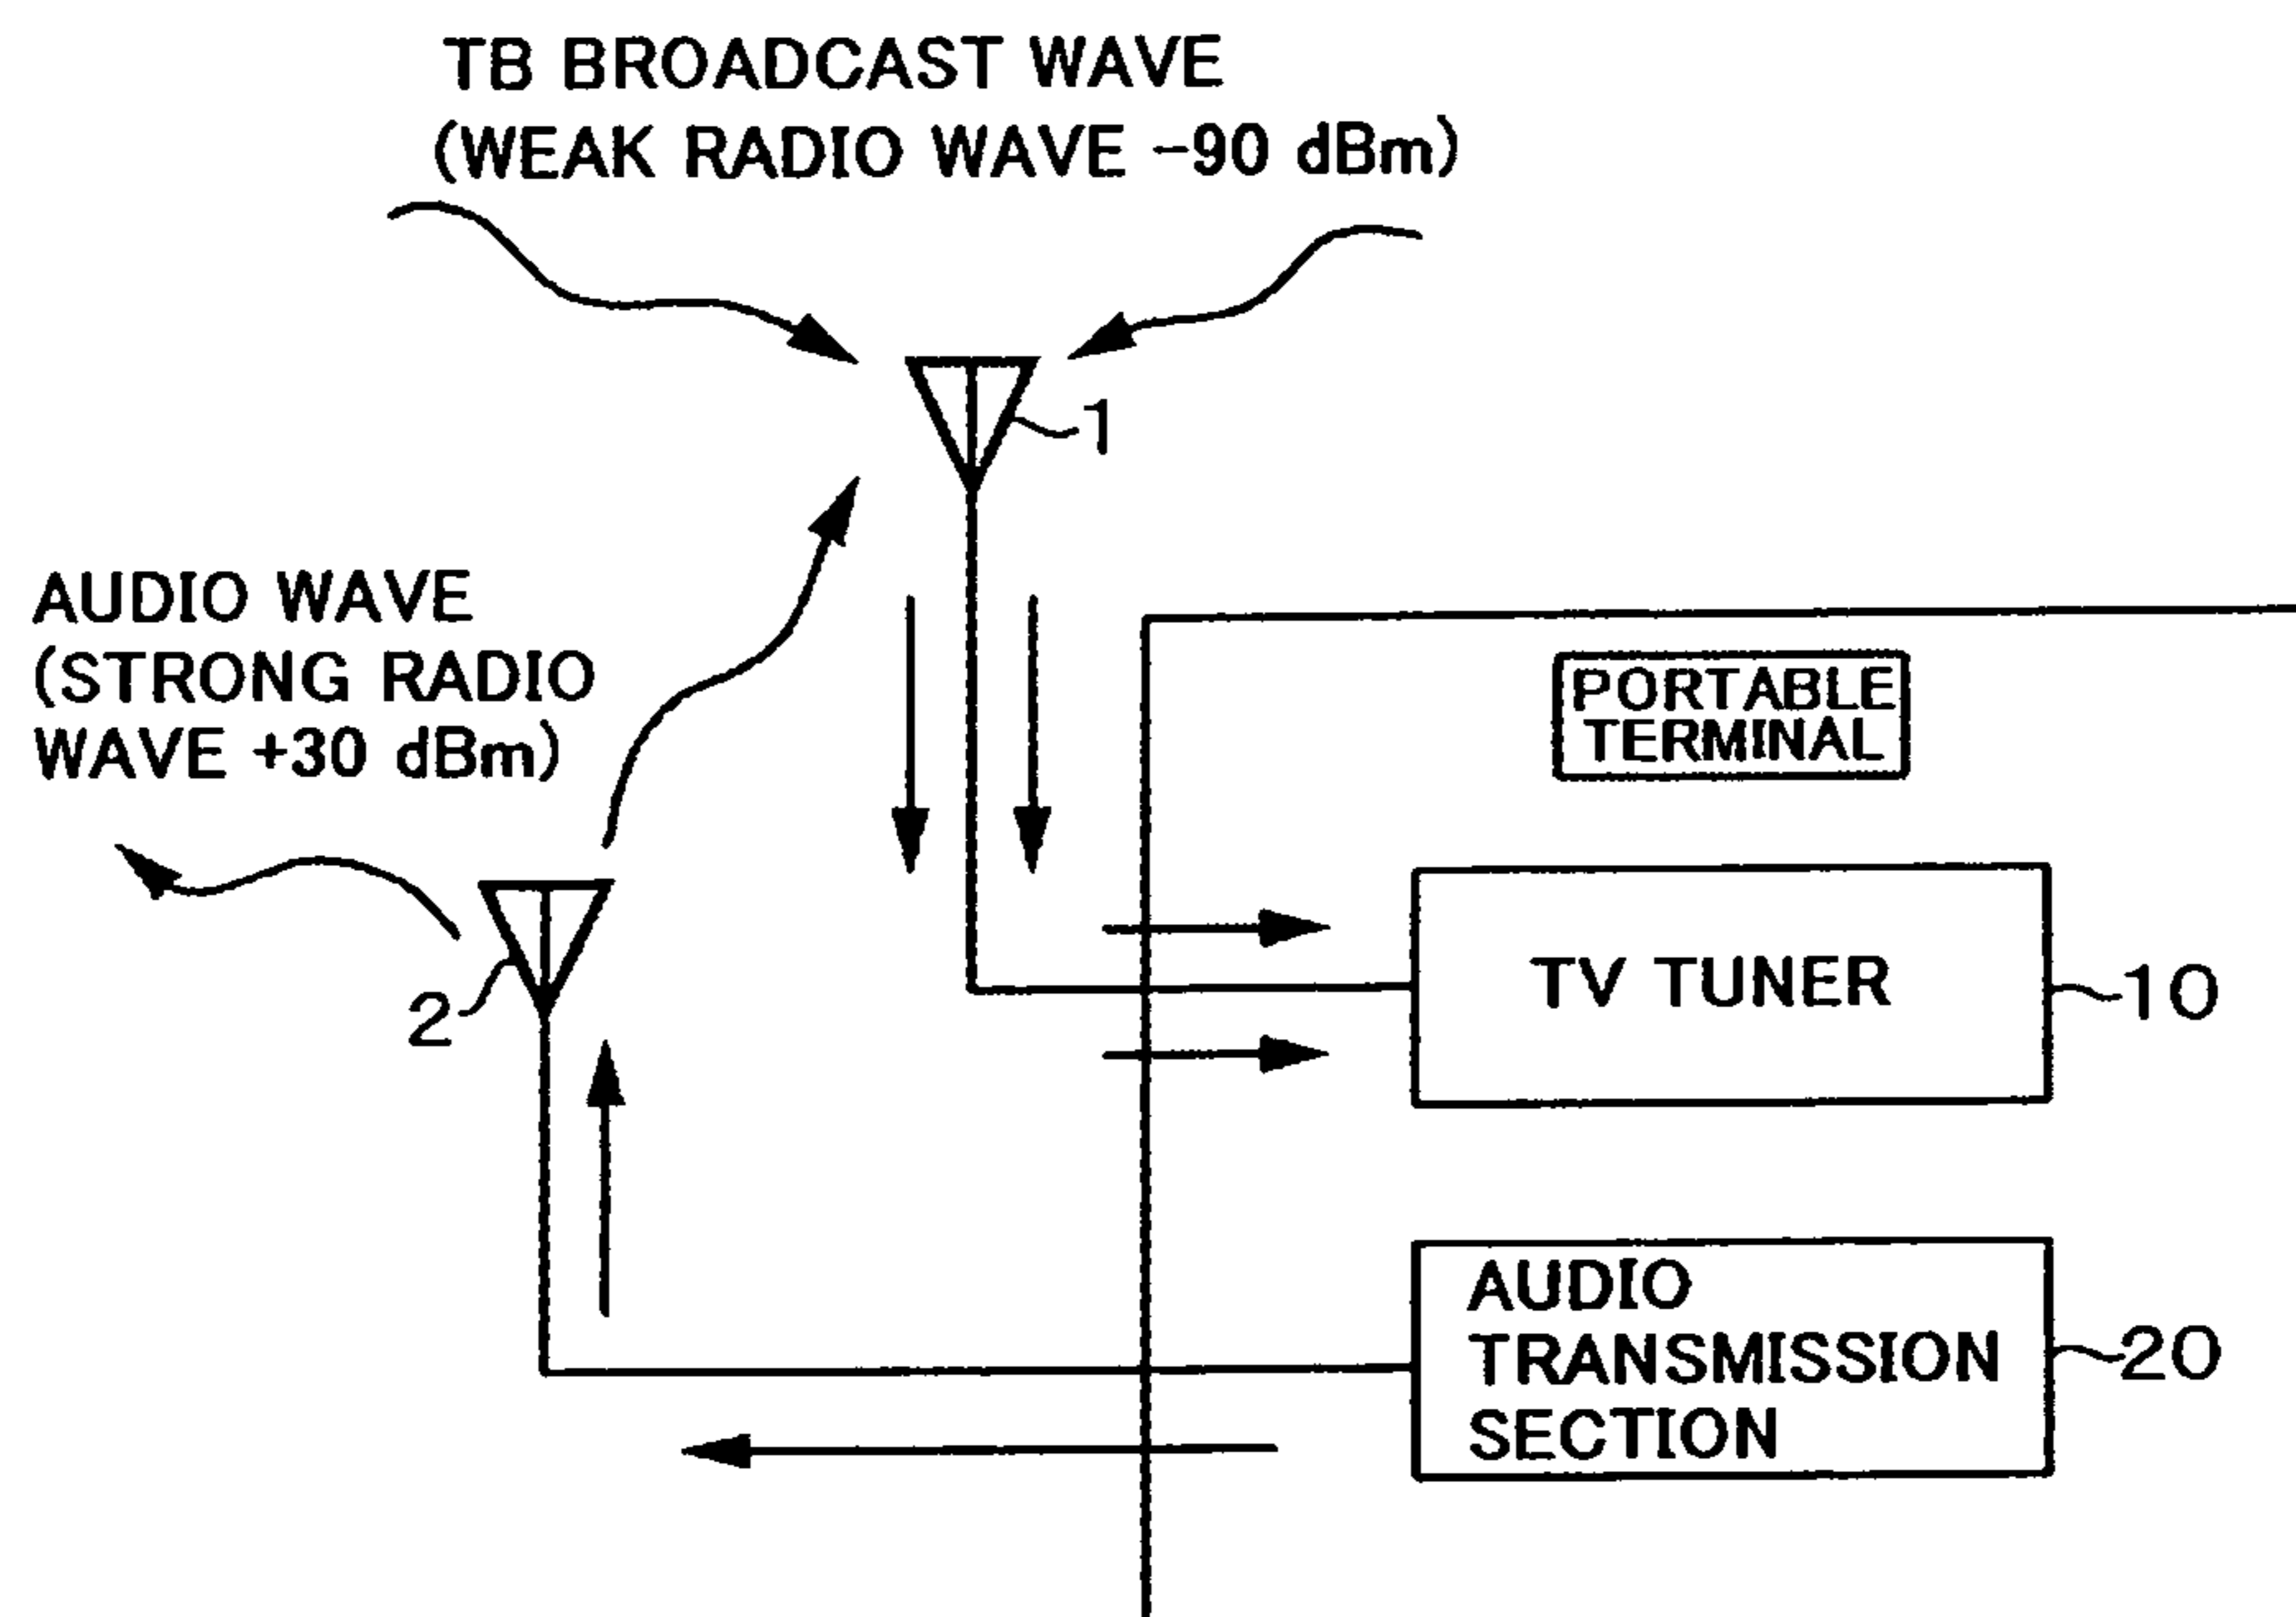 TB BROADCAST WAVE
(WEAK RADIO WAVE -90 dBm)
1
AUDIO WAVE
(STRONG RADIO
WAVE +30 dBm)
PORTABLE
TERMINAL
2
TV TUNER
10
AUDIO
TRANSMISSION
SECTION
20